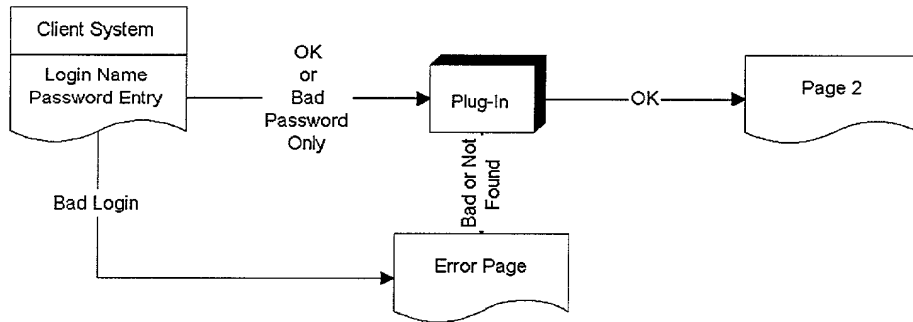 Client System
Login Name
Password Entry
OK
or
Bad
Password
Only
Plug-In
OK
Page 2
Bad or Not
Found
Bad Login
Error Page